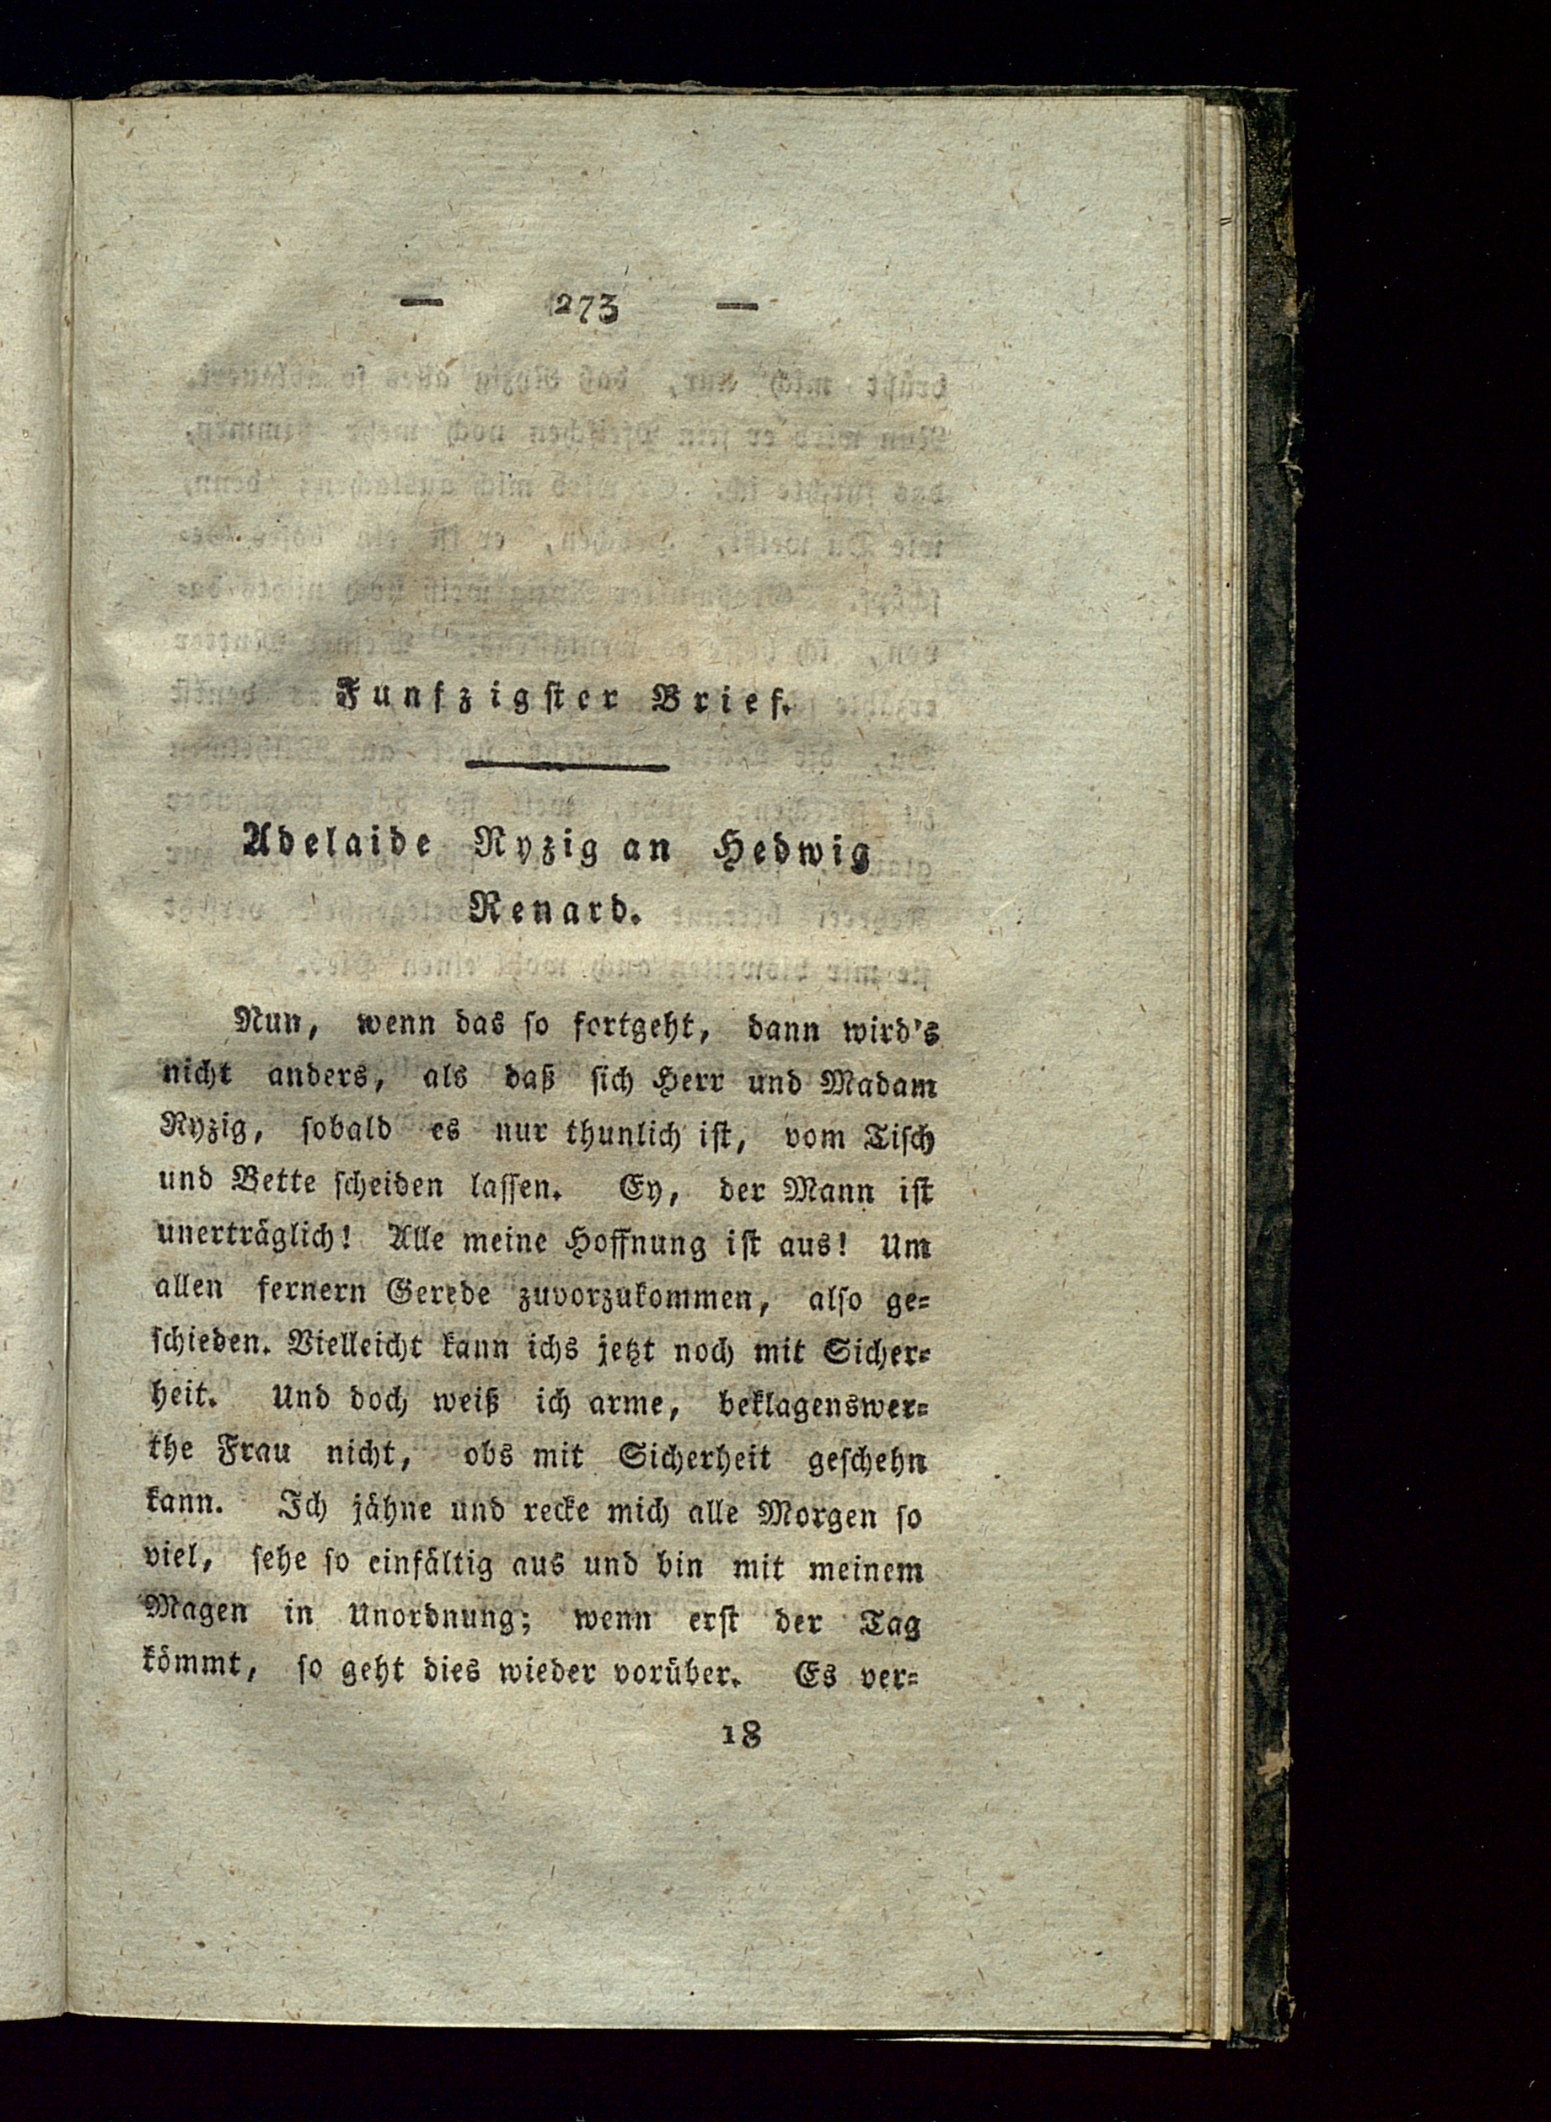 — 273 —
Funfzigſter Brief.
Adelaide Ryzig an Hedwig
Renard.
Nun, wenn das ſo fortgeht, dann wird's
nicht anders, als daß ſich Herr und Madam
Ryzig, ſobald es nur thunlich iſt, vom Tiſch
und Bette ſcheiden laſſen. Ey, der Mann iſt
unerträglich! Alle meine Hoffnung iſt aus! Um
allen fernern Gerede zuvorzukommen, alſo ge⸗
ſchieden. Vielleicht kann ichs jetzt noch mit Sicher⸗
heit. Und doch weiß ich arme, beklagenswer⸗
the Frau nicht, obs mit Sicherheit geſchehn
kann. Ich jähne und recke mich alle Morgen ſo
viel, ſehe ſo einfältig aus und bin mit meinem
Magen in Unordnung; wenn erſt der Tag
kömmt, ſo geht dies wieder vorüber. Es ver⸗
18